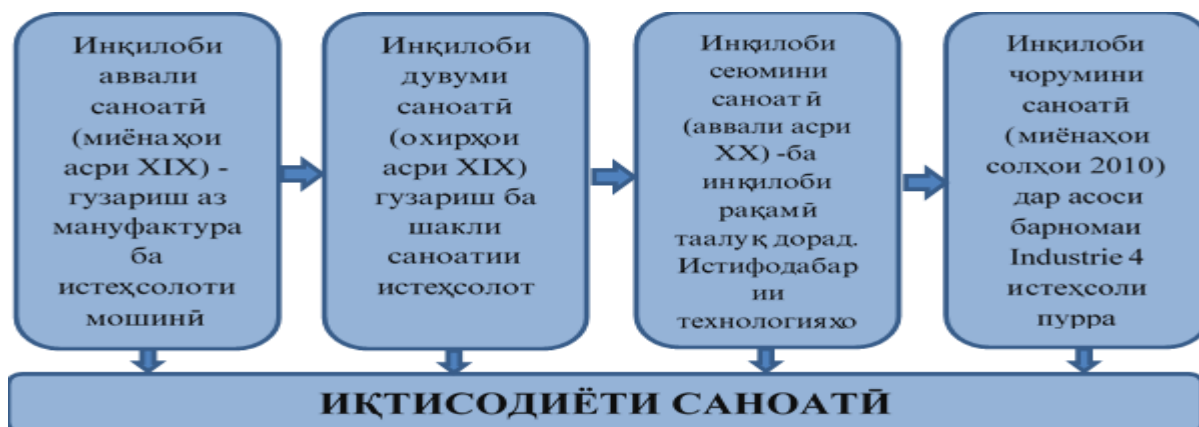 Инқилоби
аввали
саноатӣ
(миёнаҳои
асри XIX) -
гузариш аз
мануфактура
ба
истеҳсолоти
мошинӣ
Инқилоби
дувуми
саноатӣ
(охирҳои
асри XIX)
гузариш ба
шакли
саноатии
истеҳсолот
Инқилоби
сеюмини
саноат ӣ
(аввали асри
XX) -ба
инқилоби
рақамӣ
таалуқ дорад.
Истифодабар
ии
технологияҳо
Инқилоби
чорумини
саноатӣ
(миёнаҳои
солҳои 2010)
дар асоси
барномаи
Industrie 4
истеҳсоли
пурра
ИҚТИСОДИЁТИ САНОАТӢ